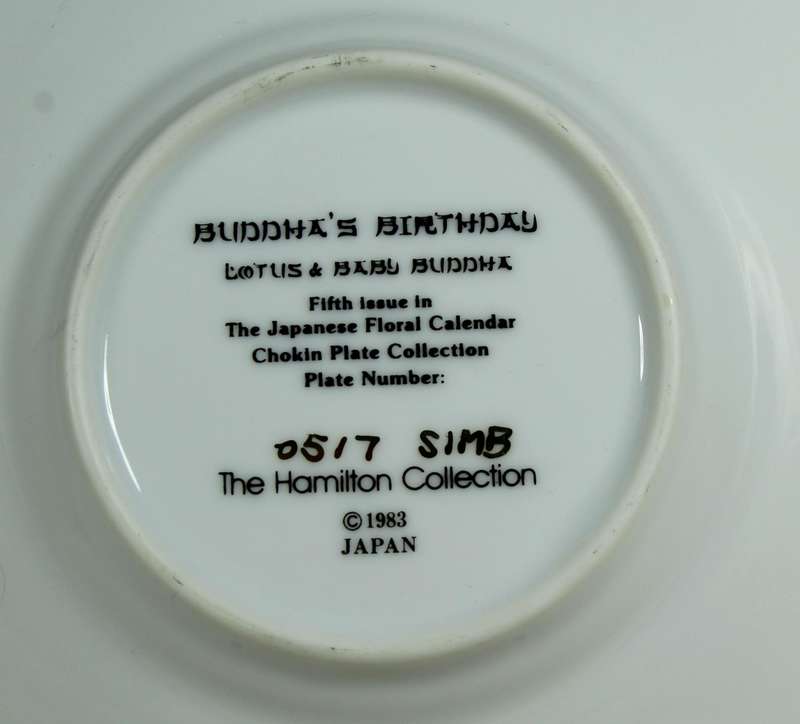 BUDDHA'S BIRTHDAY
LOTUS & BABY BUDDHA
Fifth issue in
The Japanese Floral Calendar
Chokin Plate Collection
Plate Number:
0517 SIMB
The Hamilton Collection
©1983
JAPAN